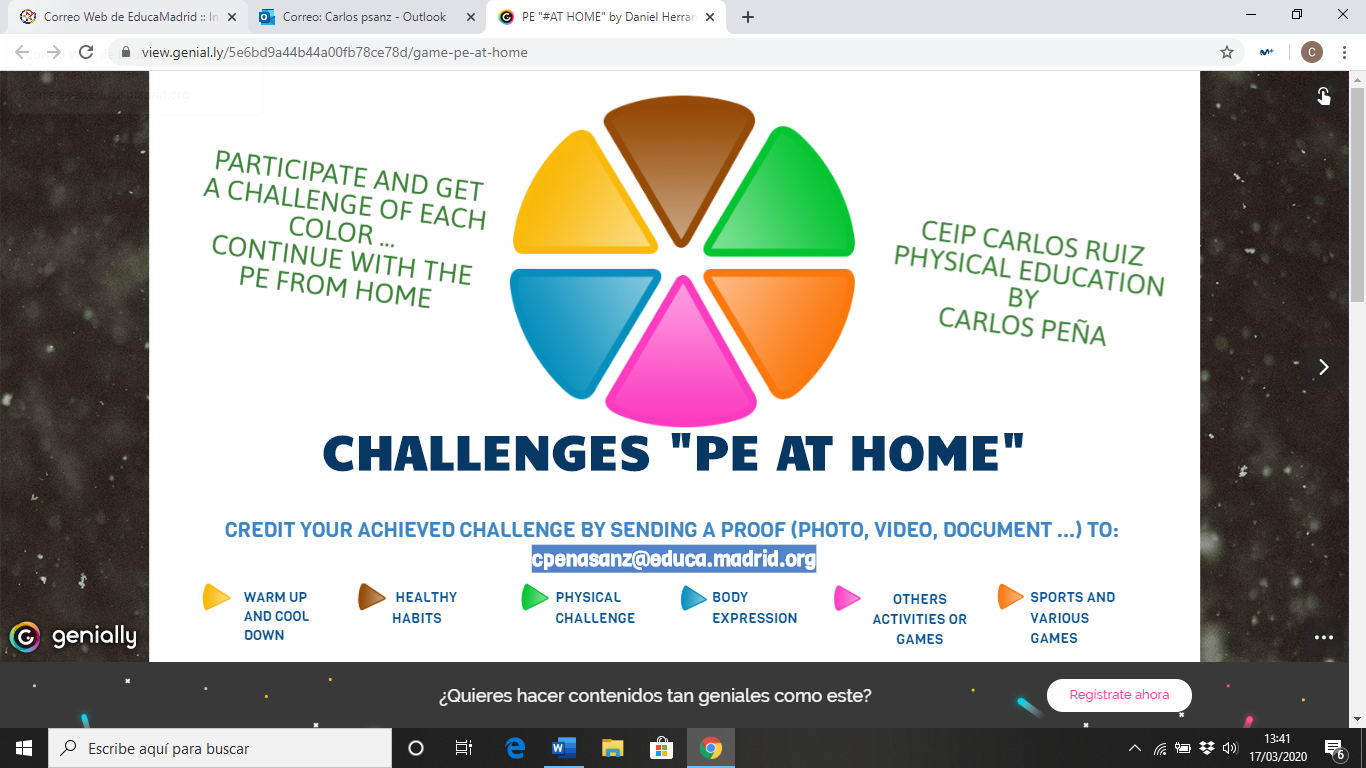 Correo Web de EducaMadrid :: In
Correo: Carlos psanz - Outlook
PE "#AT HOME" by Daniel Herran
view.genial.ly/5e6bd9a44b44a00fb78ce78d/game-pe-at-home
C
PARTICIPATE AND GET
A CHALLENGE OF EACH
COLOR ...
CONTINUE WITH THE
PE FROM HOME
CEIP CARLOS RUIZ
PHYSICAL EDUCATION
BY
CARLOS PEÑA
CHALLENGES "PE AT HOME"
CREDIT YOUR ACHIEVED CHALLENGE BY SENDING A PROOF (PHOTO, VIDEO, DOCUMENT ...) TO:
cpenasanz@educa.madrid.org
WARM UP
AND COOL
DOWN
HEALTHY
HABITS
PHYSICAL
CHALLENGE
BODY
EXPRESSION
OTHERS
ACTIVITIES OR
GAMES
SPORTS AND
VARIOUS
GAMES
genially
¿Quieres hacer contenidos tan geniales como este?
Regístrate ahora
Escribe aquí para buscar
13:41
17/03/2020
6